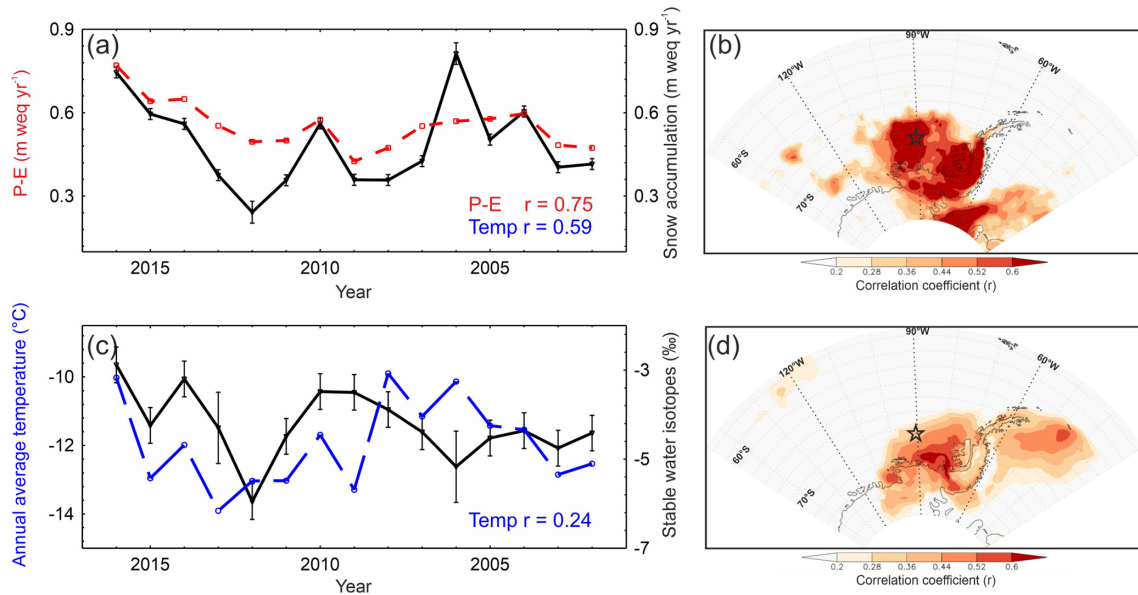 (a)
0.9
0.6
0.3
P-E (m weq yr⁻¹)
0.9
0.6
0.3
Snow accumulation (m weq yr⁻¹)
P-E r = 0.75
Temp r = 0.59
2015 2010 2005
Year
(b)
120°W 90°W 60°W
60°S
70°S
0.2 0.28 0.36 0.44 0.52 0.6
Correlation coefficient (r)
(c)
-10
-12
-14
Annual average temperature (°C)
-3
-5
-7
Stable water isotopes (‰)
Temp r = 0.24
2015 2010 2005
Year
(d)
120°W 90°W 60°W
60°S
70°S
0.2 0.28 0.36 0.44 0.52 0.6
Correlation coefficient (r)